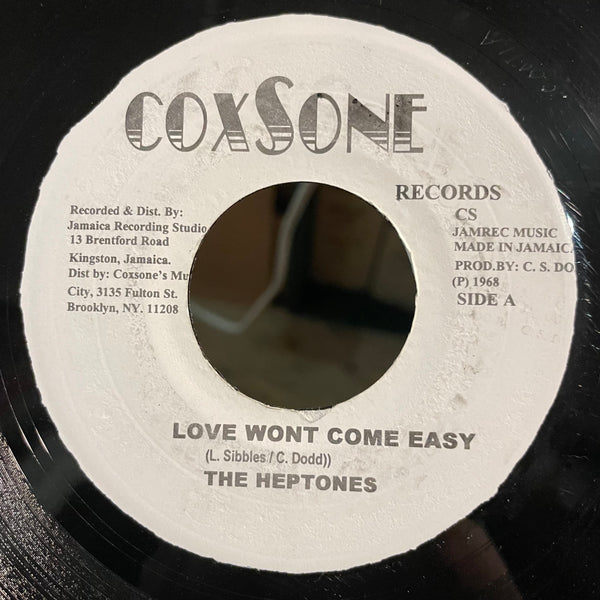 COXSONE
RECORDS
Recorded & Dist. By:
Jamaica Recording Studio
13 Brentford Road
Kingston, Jamaica.
Dist by: Coxsone's Mu
City, 3135 Fulton St.
Brooklyn, NY. 11208
CS
JAMREC MUSIC
MADE IN JAMAICA
PROD.BY: C. S. DO
(P) 1968
SIDE A
LOVE WONT COME EASY
(L. Sibbles / C. Dodd))
THE HEPTONES